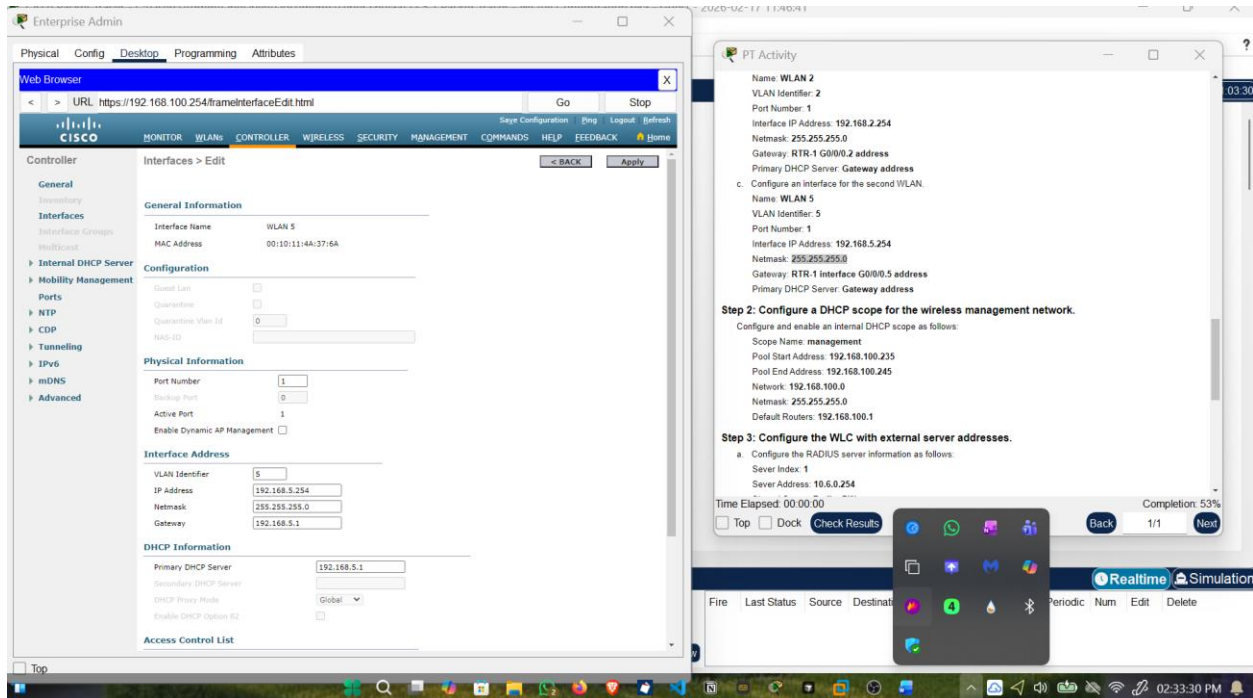 Enterprise Admin
2026-02-17 11:46:41
Physical Config Desktop Programming Attributes
Web Browser X
< > URL https://192.168.100.254/frameInterfaceEdit.html Go Stop
Save Configuration Ping Logout Refresh
CISCO MONITOR WLANs CONTROLLER WIRELESS SECURITY MANAGEMENT COMMANDS HELP FEEDBACK Home
Controller
General
Inventory
Interfaces
Interface Groups
Multicast
Internal DHCP Server
Mobility Management
Ports
NTP
CDP
Tunneling
IPv6
mDNS
Advanced
Interfaces > Edit < BACK Apply
General Information
Interface Name WLAN 5
MAC Address 00:10:11:4A:37:6A
Configuration
Guest Lan
Quarantine
Quarantine Vlan Id 0
NAS-ID
Physical Information
Port Number 1
Backup Port 0
Active Port 1
Enable Dynamic AP Management
Interface Address
VLAN Identifier 5
IP Address 192.168.5.254
Netmask 255.255.255.0
Gateway 192.168.5.1
DHCP Information
Primary DHCP Server 192.168.5.1
Secondary DHCP Server
DHCP Proxy Mode Global
Enable DHCP Option 82
Access Control List
Top
PT Activity
?
:03:30
Name: WLAN 2
VLAN Identifier: 2
Port Number: 1
Interface IP Address: 192.168.2.254
Netmask: 255.255.255.0
Gateway: RTR-1 G0/0/0.2 address
Primary DHCP Server: Gateway address
c. Configure an interface for the second WLAN.
Name: WLAN 5
VLAN Identifier: 5
Port Number: 1
Interface IP Address: 192.168.5.254
Netmask: 255.255.255.0
Gateway: RTR-1 interface G0/0/0.5 address
Primary DHCP Server: Gateway address
Step 2: Configure a DHCP scope for the wireless management network.
Configure and enable an internal DHCP scope as follows:
Scope Name: management
Pool Start Address: 192.168.100.235
Pool End Address: 192.168.100.245
Network: 192.168.100.0
Netmask: 255.255.255.0
Default Routers: 192.168.100.1
Step 3: Configure the WLC with external server addresses.
a. Configure the RADIUS server information as follows:
Sever Index: 1
Sever Address: 10.6.0.254
Time Elapsed: 00:00:00 Completion: 53%
Top Dock Check Results Back 1/1 Next
4
Realtime Simulation
Fire Last Status Source Destinati Periodic Num Edit Delete
02:33:30 PM